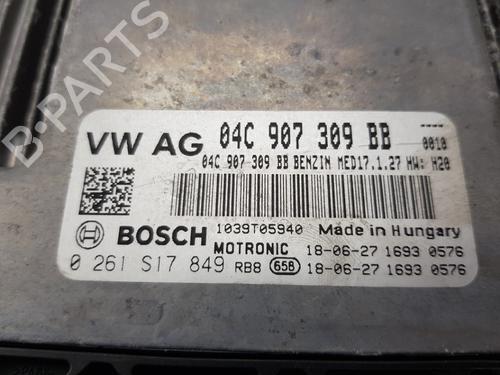 B-PARTS
VW AG 04C 907 309 BB ----
0010
04C 907 309 BB BENZIN MED17.1.27 HW: H20
1039T05940 Made in Hungary
BOSCH MOTRONIC 18-06-27 1693 0576
0 261 S17 849 RB8 658 18-06-27 1693 0576